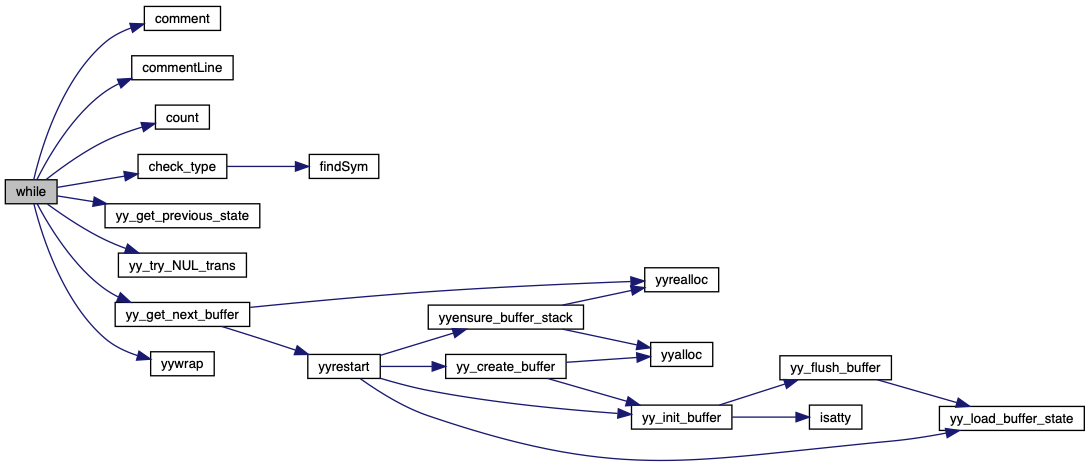 comment
commentLine
count
check_type
findSym
while
yy_get_previous_state
yy_try_NUL_trans
yyrealloc
yy_get_next_buffer
yyensure_buffer_stack
yywrap
yyrestart
yy_create_buffer
yyalloc
yy_flush_buffer
yy_init_buffer
isatty
yy_load_buffer_state